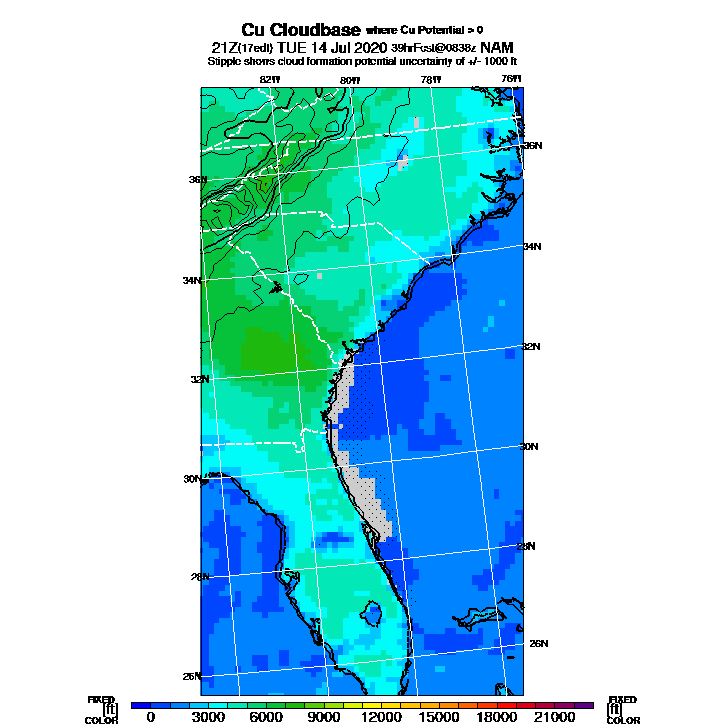 Cu Cloudbase where Cu Potential > 0
21Z(17edt) TUE 14 Jul 2020 39hrFcst@0838z NAM
Stipple shows cloud formation potential uncertainty of +/- 1000 ft
82W 80W 78W 76W
36N
36N
34N
34N
32N
32N
30N
30N
28N
28N
26N
26N
FIXED FIXED
[ft] [ft]
COLOR COLOR
0 3000 6000 9000 12000 15000 18000 21000